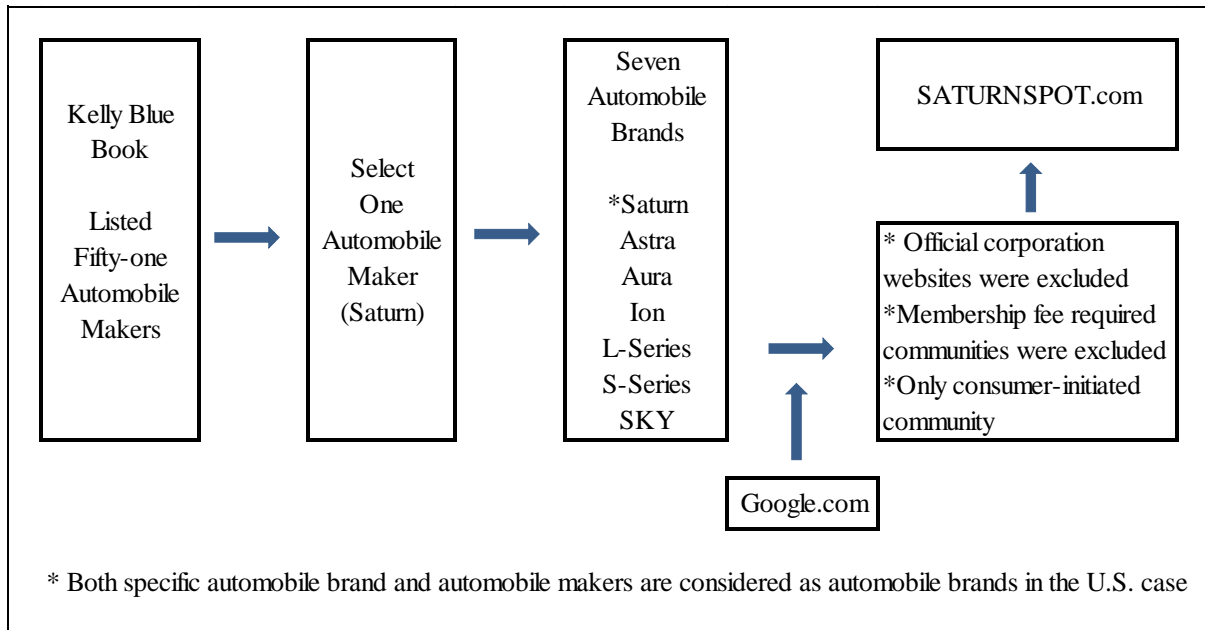 Kelly Blue
Book
Listed
Fifty-one
Automobile
Makers
Select
One
Automobile
Maker
(Saturn)
Seven
Automobile
Brands
*Saturn
Astra
Aura
Ion
L-Series
S-Series
SKY
Google.com
* Official corporation
websites were excluded
*Membership fee required
communities were excluded
*Only consumer-initiated
community
SATURNSPOT.com
* Both specific automobile brand and automobile makers are considered as automobile brands in the U.S. case